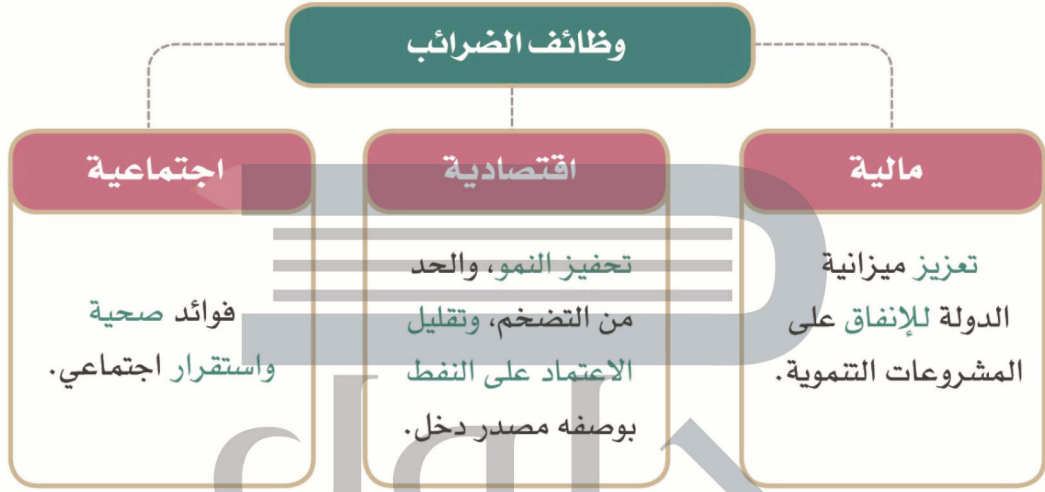 وظائف الضرائب
مالية
تعزيز ميزانية
الدولة للإنفاق على
المشروعات التنموية.
اقتصادية
تحفيز النمو، والحد
من التضخم، وتقليل
الاعتماد على النفط
بوصفه مصدر دخل.
اجتماعية
فوائد صحية
واستقرار اجتماعي.